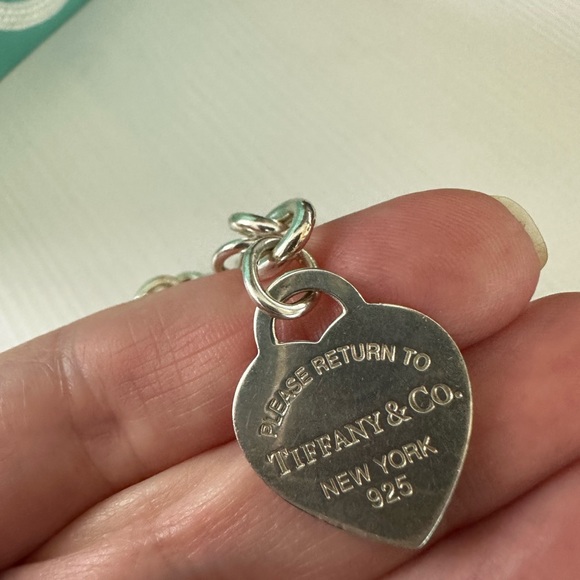 PLEASE RETURN TO
TIFFANY & CO.
NEW YORK
925